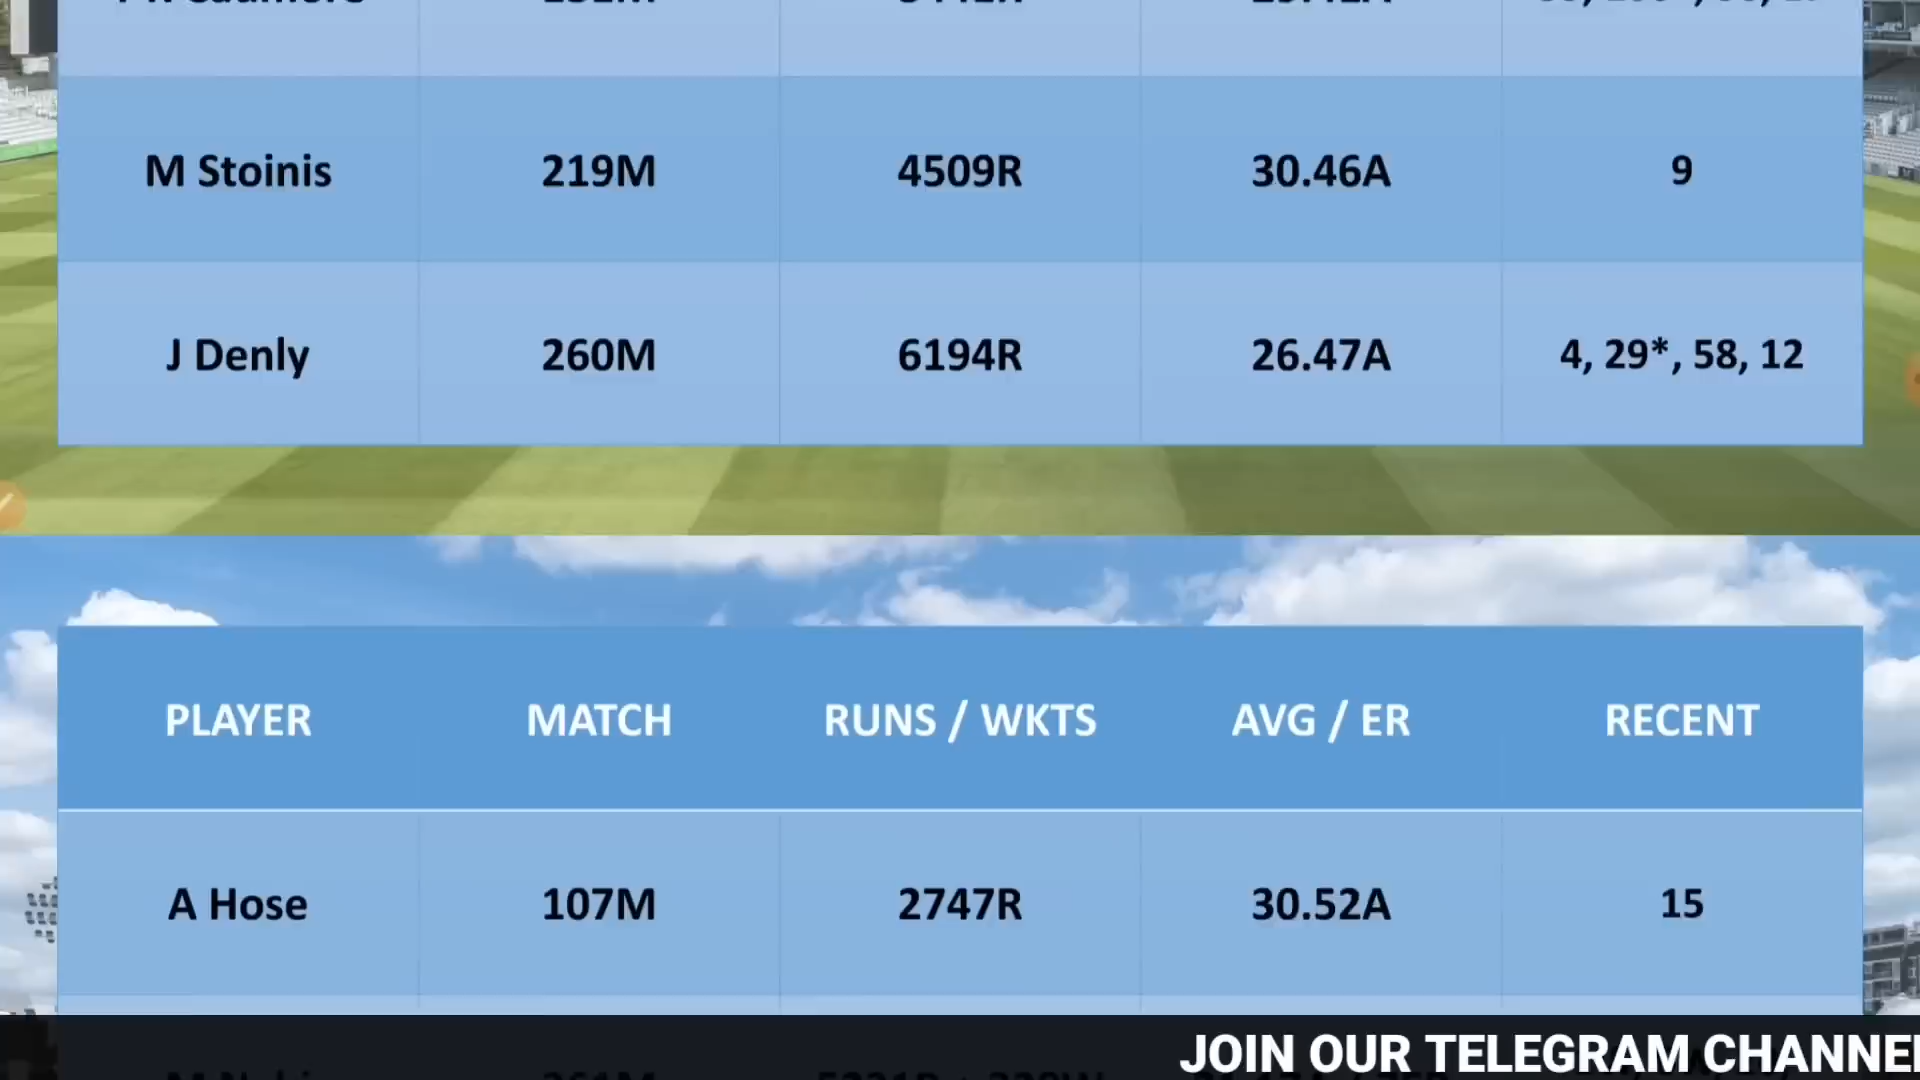 M Stoinis 219M 4509R 30.46A 9
J Denly 260M 6194R 26.47A 4, 29*, 58, 12
PLAYER MATCH RUNS / WKTS AVG / ER RECENT
A Hose 107M 2747R 30.52A 15
JOIN OUR TELEGRAM CHANNEL